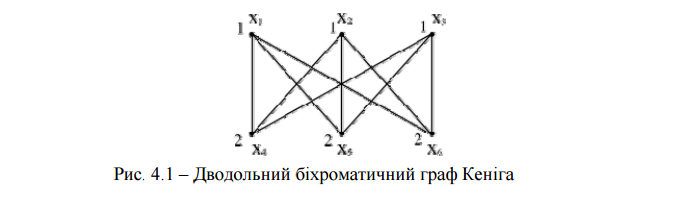 1 X₁ 1 X₂ 1 X₃
2 X₄ 2 X₅ 2 X₆
Рис. 4.1 – Дводольний біхроматичний граф Кеніга